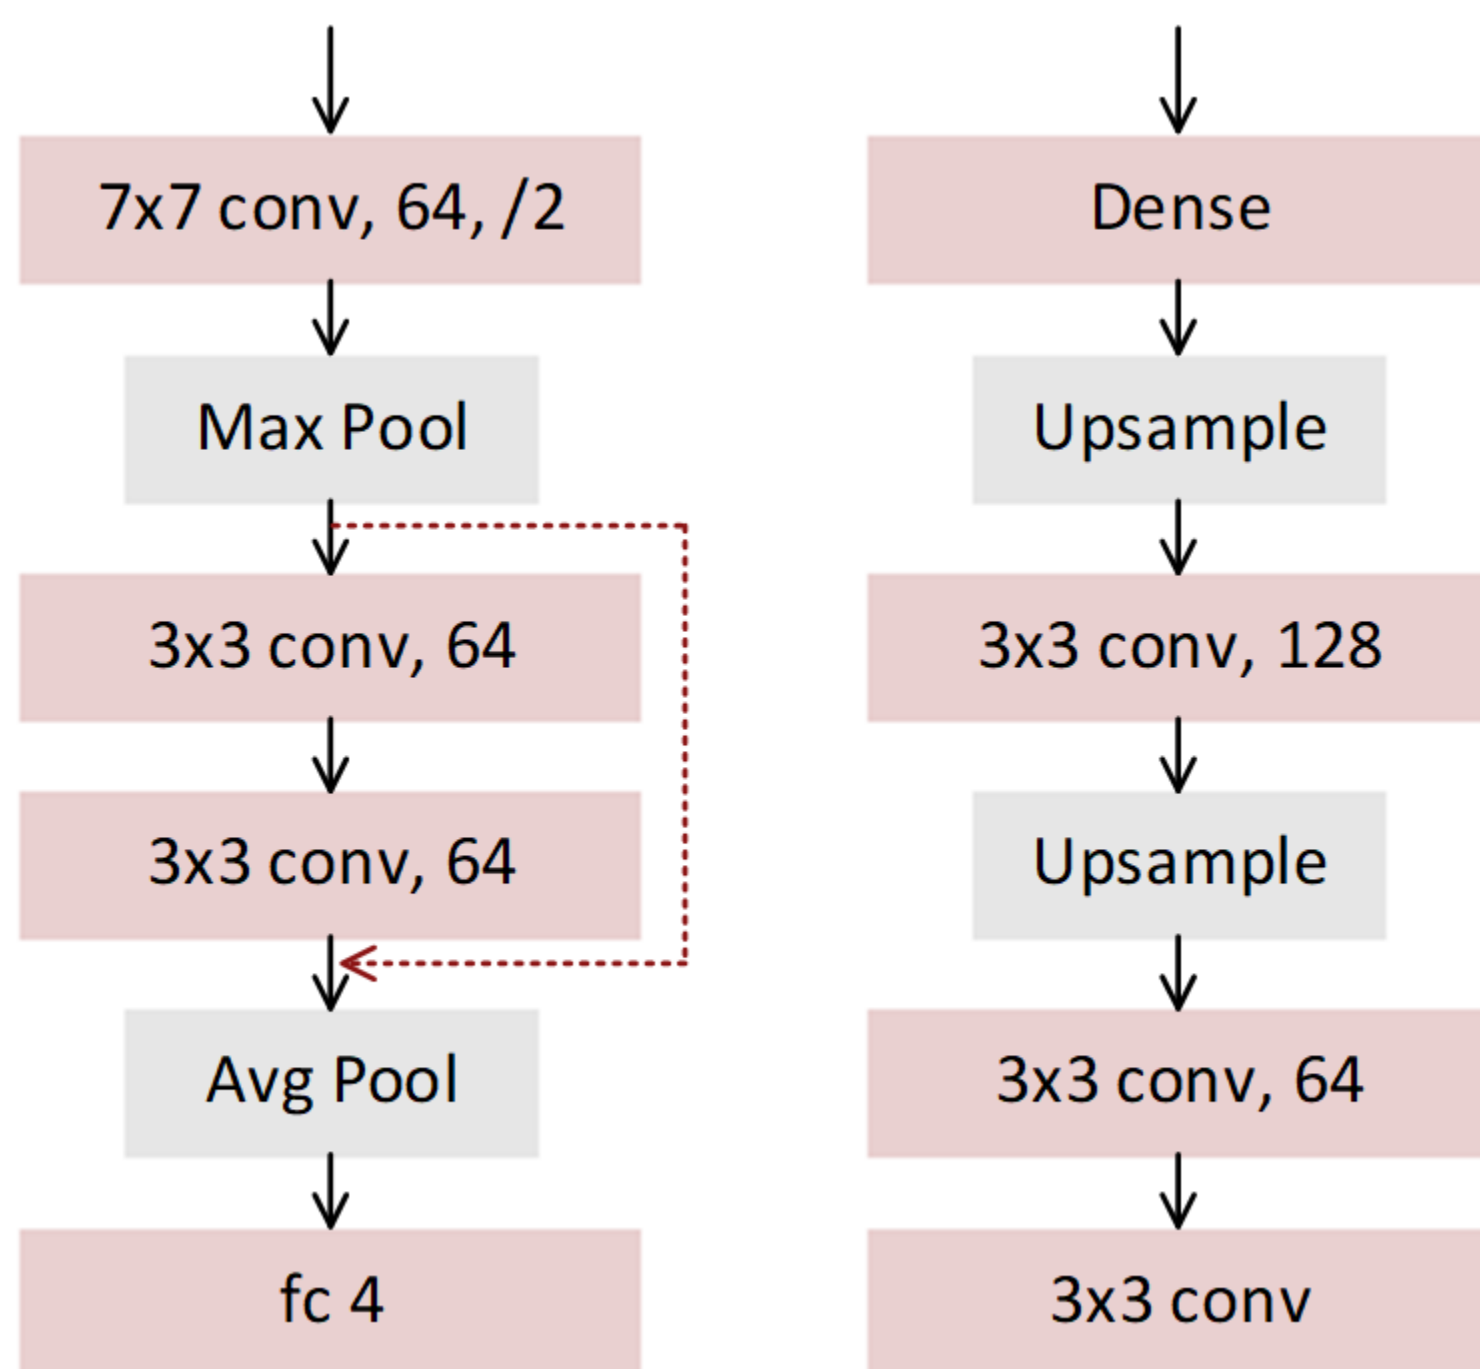 7x7 conv, 64, /2
Max Pool
3x3 conv, 64
3x3 conv, 64
Avg Pool
fc 4
Dense
Upsample
3x3 conv, 128
Upsample
3x3 conv, 64
3x3 conv